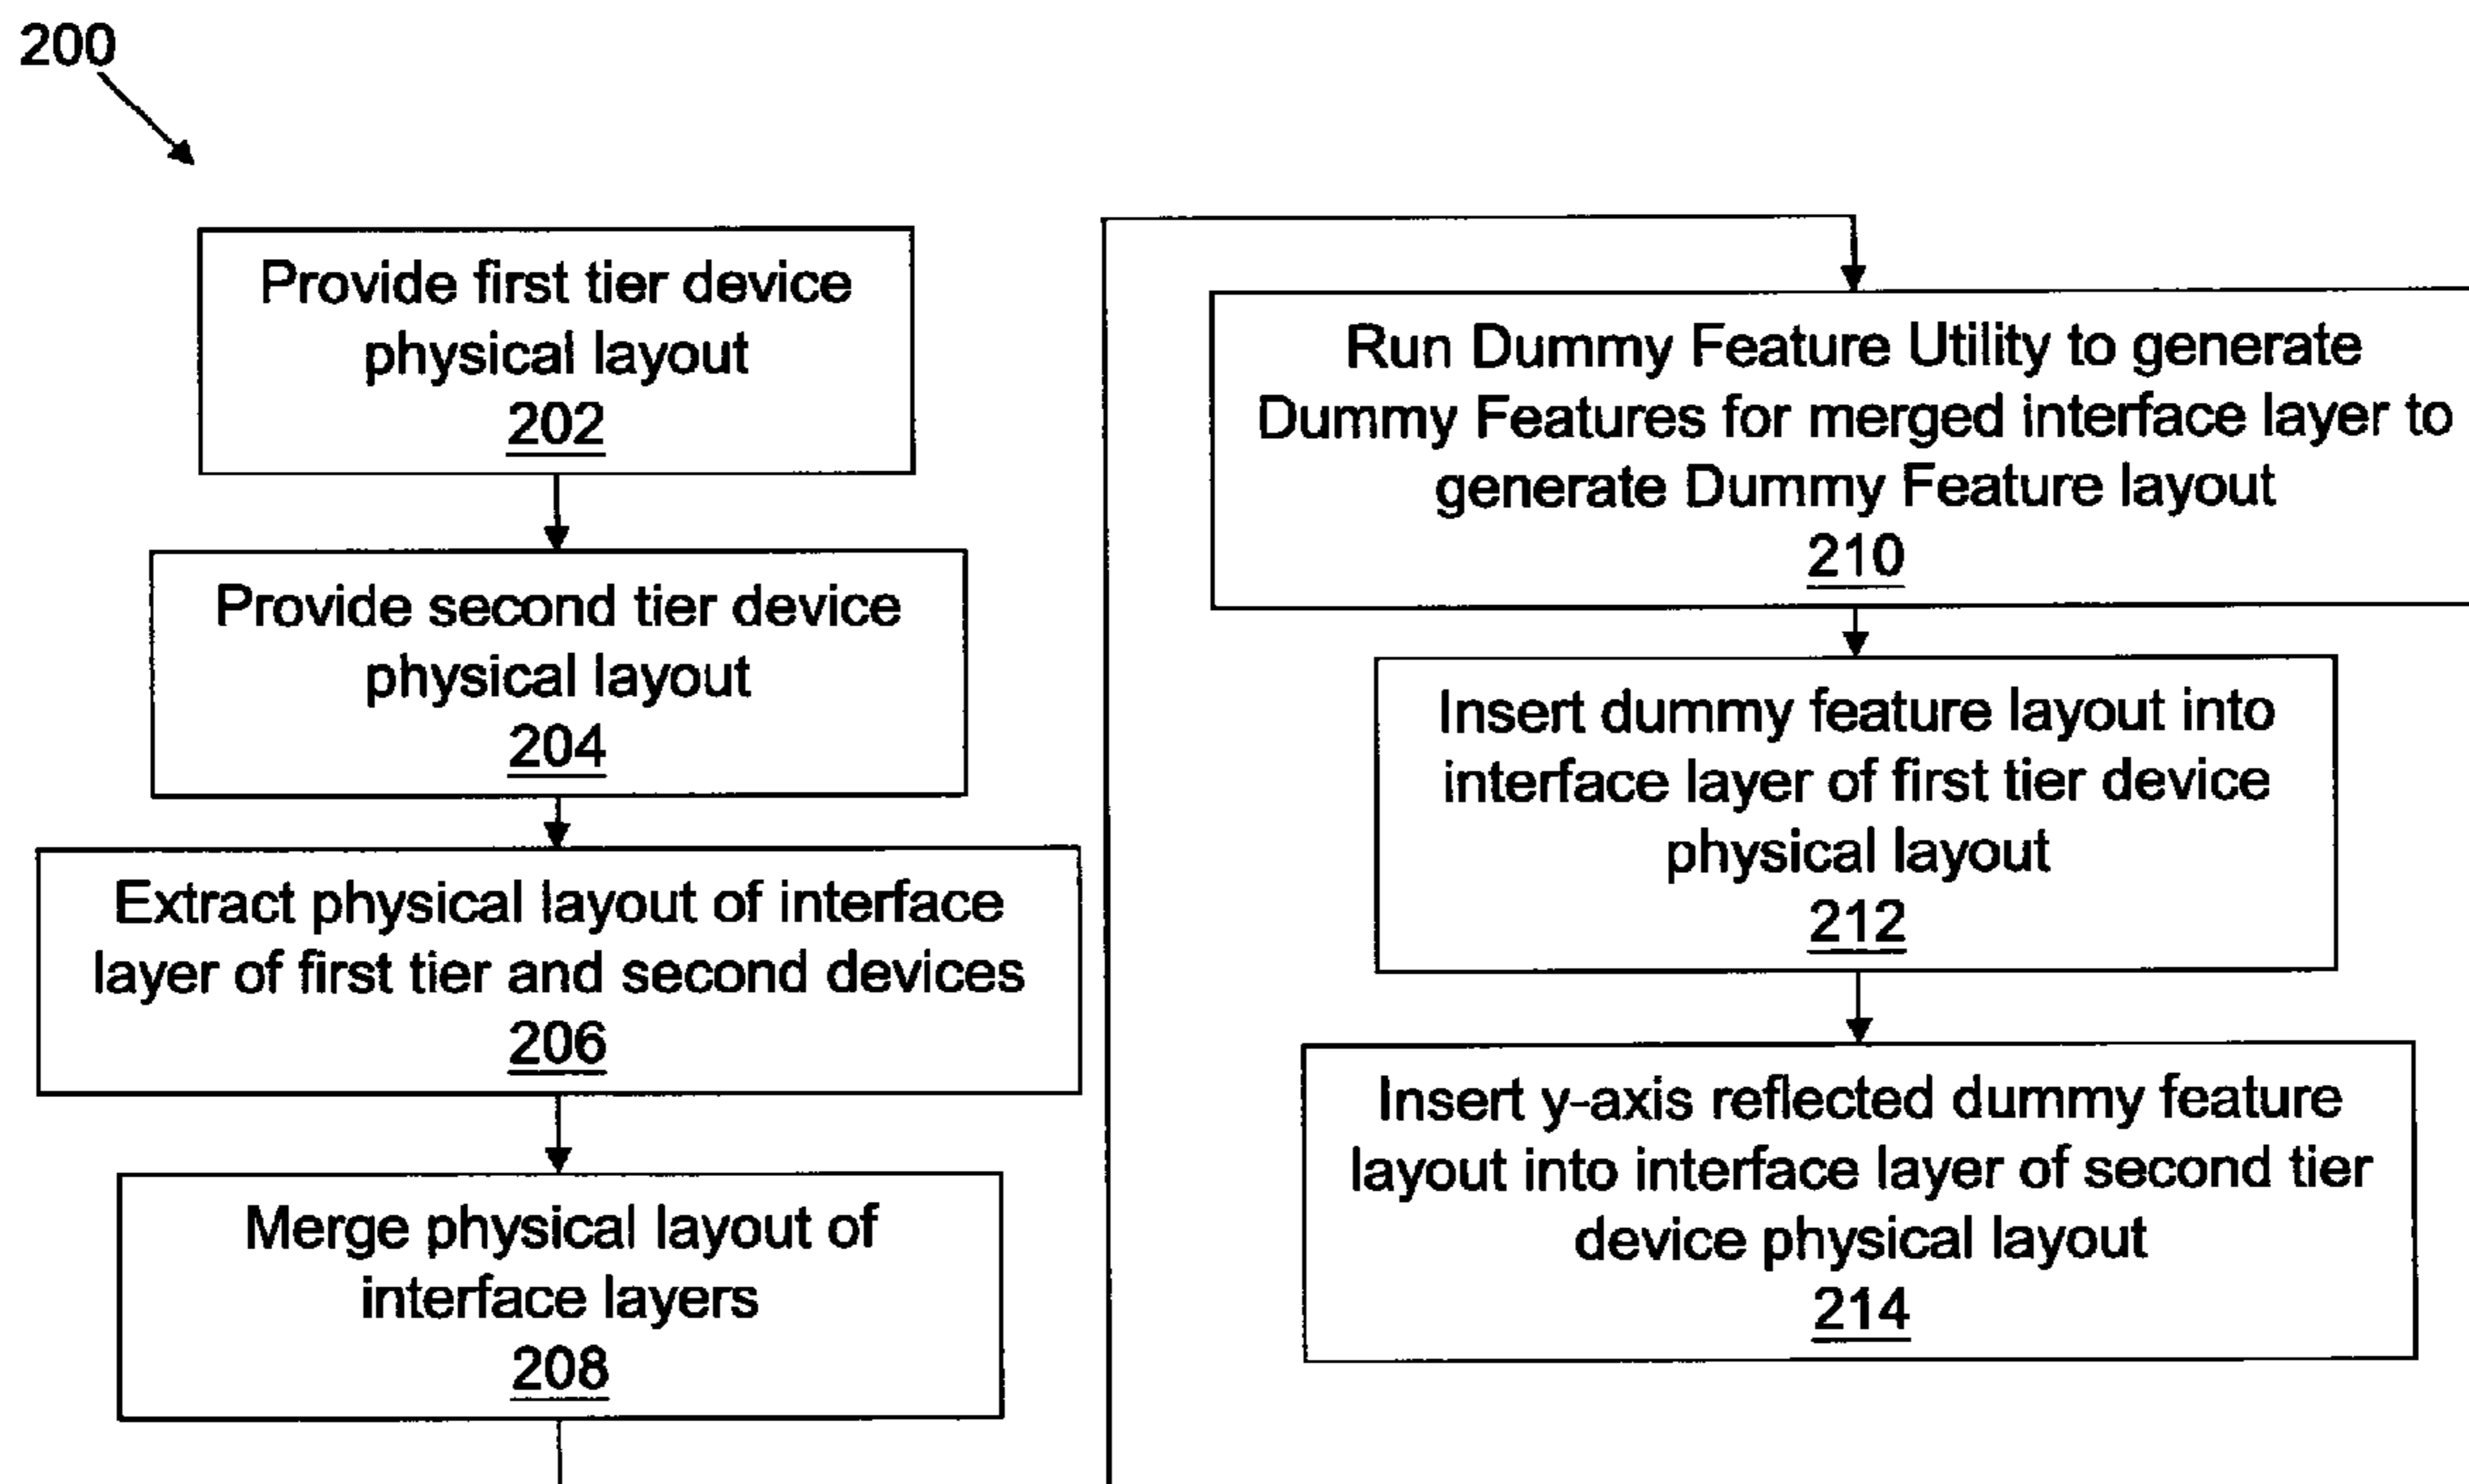 200
Provide first tier device
physical layout
202
Provide second tier device
physical layout
204
Extract physical layout of interface
layer of first tier and second devices
206
Merge physical layout of
interface layers
208
Run Dummy Feature Utility to generate
Dummy Features for merged interface layer to
generate Dummy Feature layout
210
Insert dummy feature layout into
interface layer of first tier device
physical layout
212
Insert y-axis reflected dummy feature
layout into interface layer of second tier
device physical layout
214